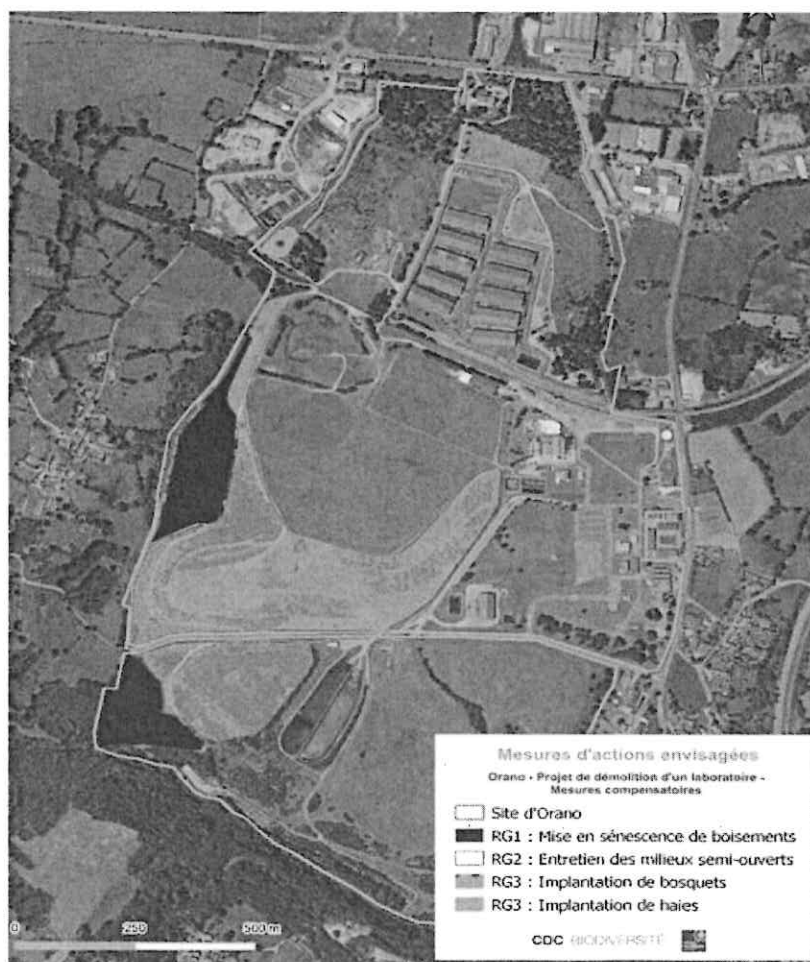 Mesures d'actions envisagées
Orano - Projet de démolition d'un laboratoire -
Mesures compensatoires
Site d'Orano
RG1 : Mise en sénescence de boisements
RG2 : Entretien des milieux semi-ouverts
RG3 : Implantation de bosquets
RG3 : Implantation de haies
0 250 500 m
CDC BIODIVERSITÉ